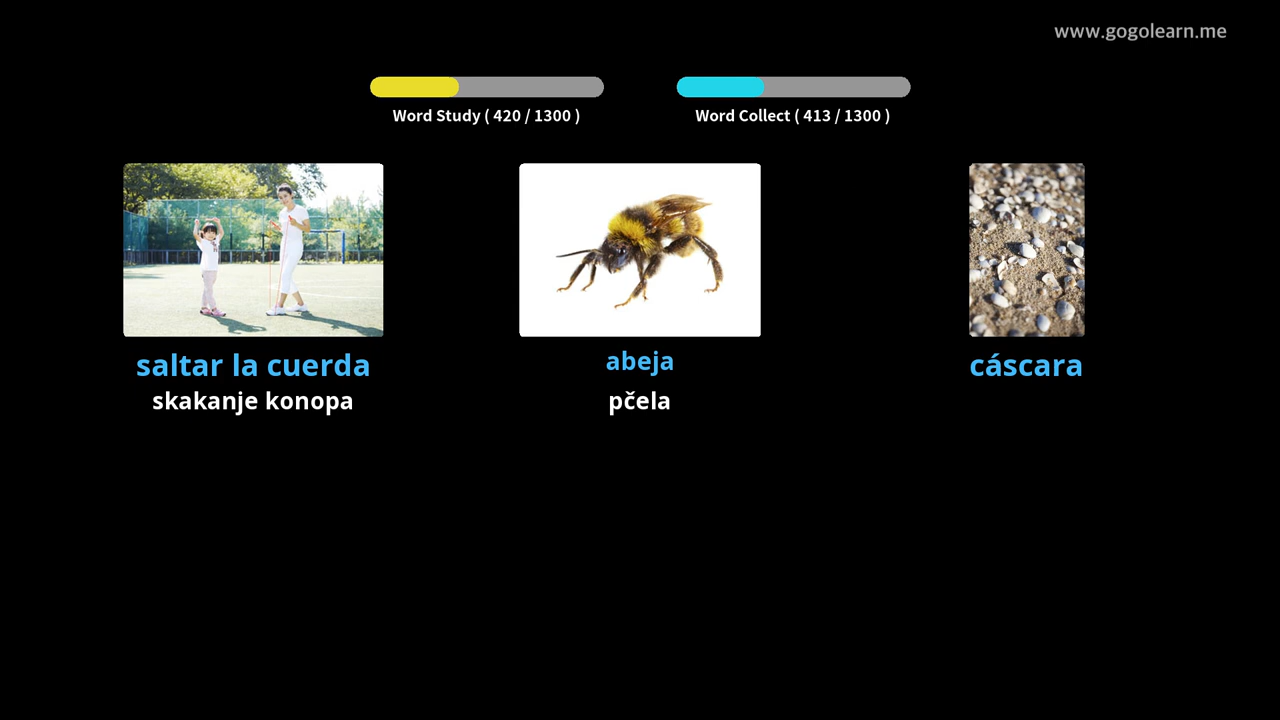 www.gogolearn.me
Word Study ( 420 / 1300 )
Word Collect ( 413 / 1300 )
saltar la cuerda
skakanje konopa
abeja
pčela
cáscara